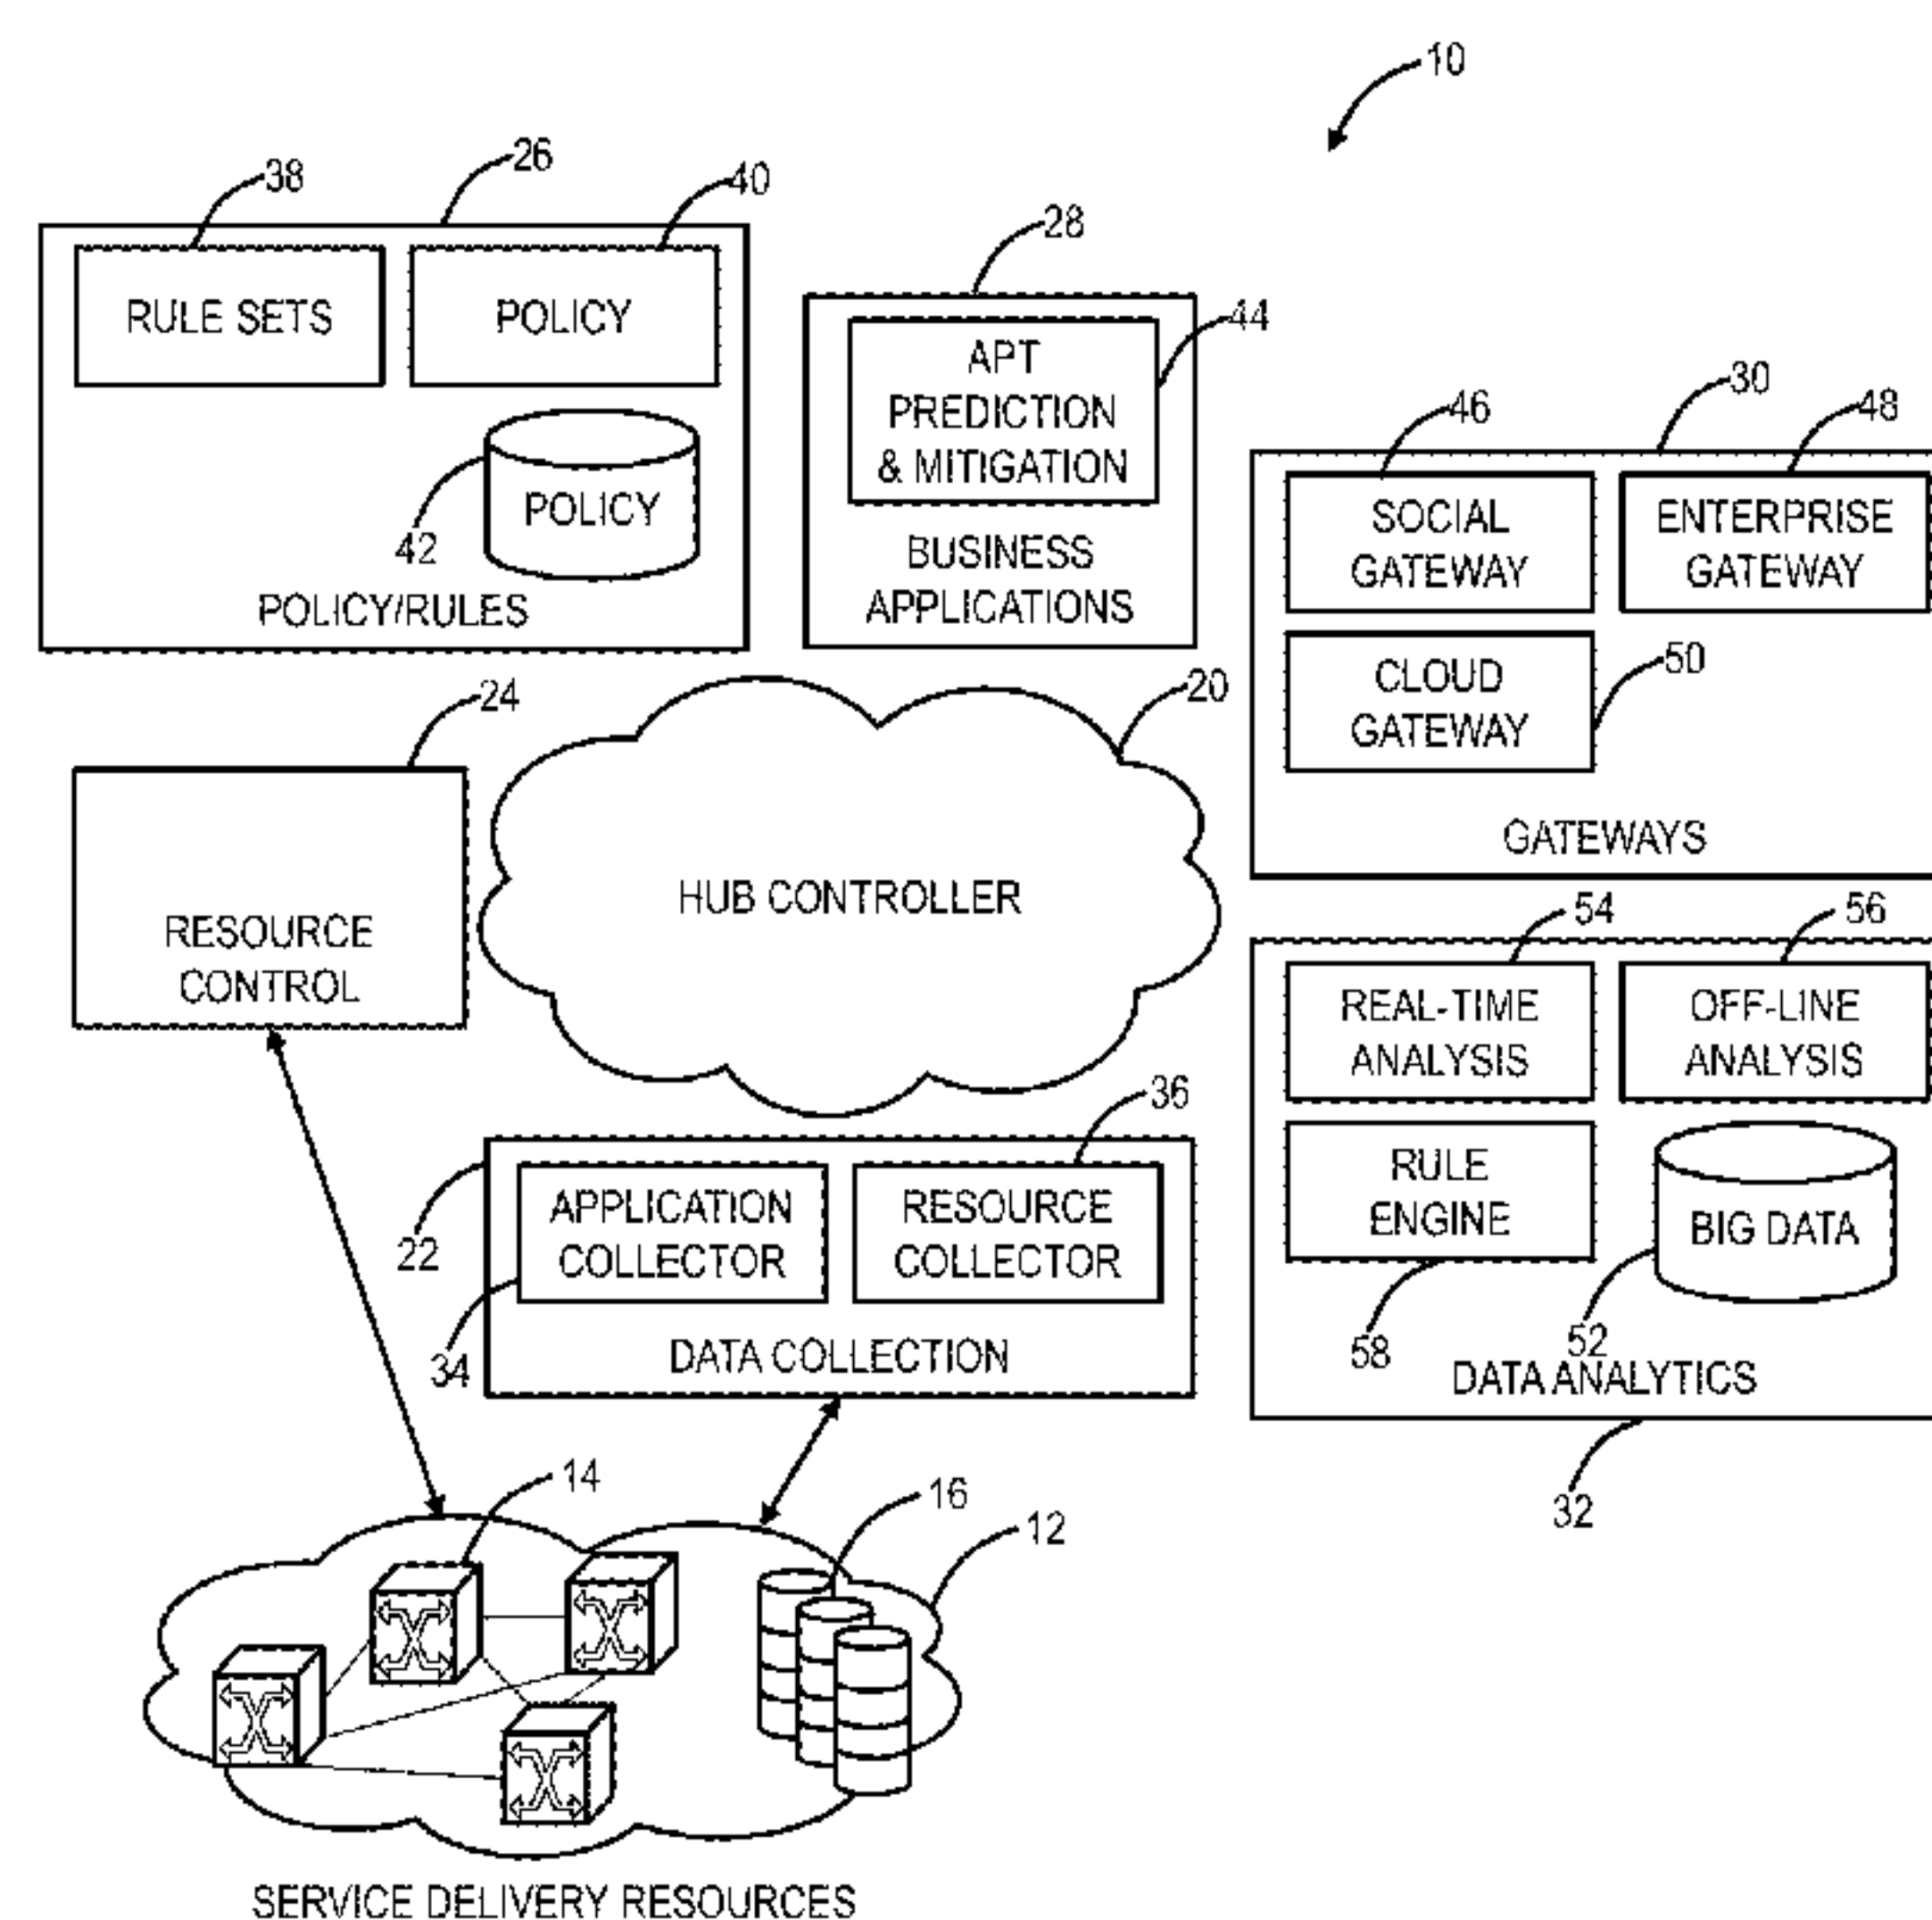 10
26
38
40
28
RULE SETS
POLICY
44
APT
PREDICTION
& MITIGATION
30
46
48
POLICY
42
SOCIAL
GATEWAY
ENTERPRISE
GATEWAY
BUSINESS
APPLICATIONS
POLICY/RULES
50
CLOUD
GATEWAY
24
20
GATEWAYS
HUB CONTROLLER
54
56
RESOURCE
CONTROL
REAL-TIME
ANALYSIS
OFF-LINE
ANALYSIS
36
RULE
ENGINE
BIG DATA
APPLICATION
COLLECTOR
RESOURCE
COLLECTOR
22
34
DATA COLLECTION
58
52
DATA ANALYTICS
14
16
12
32
SERVICE DELIVERY RESOURCES